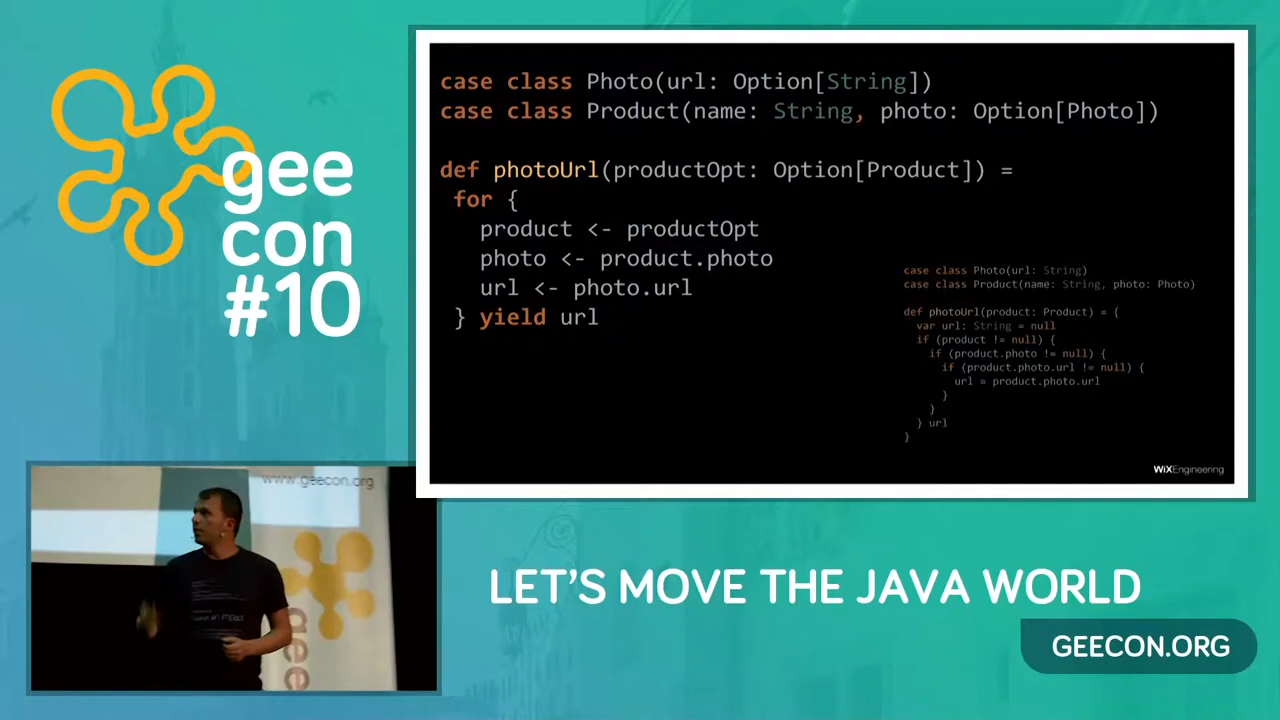 gee
con
#10
case class Photo(url: Option[String])
case class Product(name: String, photo: Option[Photo])
def photoUrl(productOpt: Option[Product]) =
for {
product <- productOpt
photo <- product.photo
url <- photo.url
} yield url
case class Photo(url: String)
case class Product(name: String, photo: Photo)
def photoUrl(product: Product) = {
var url: String = null
if (product != null) {
if (product.photo != null) {
if (product.photo.url != null) {
url = product.photo.url
}
}
} url
}
WiXEngineering
www.geecon.org
an impact
gee
LET'S MOVE THE JAVA WORLD
GEECON.ORG